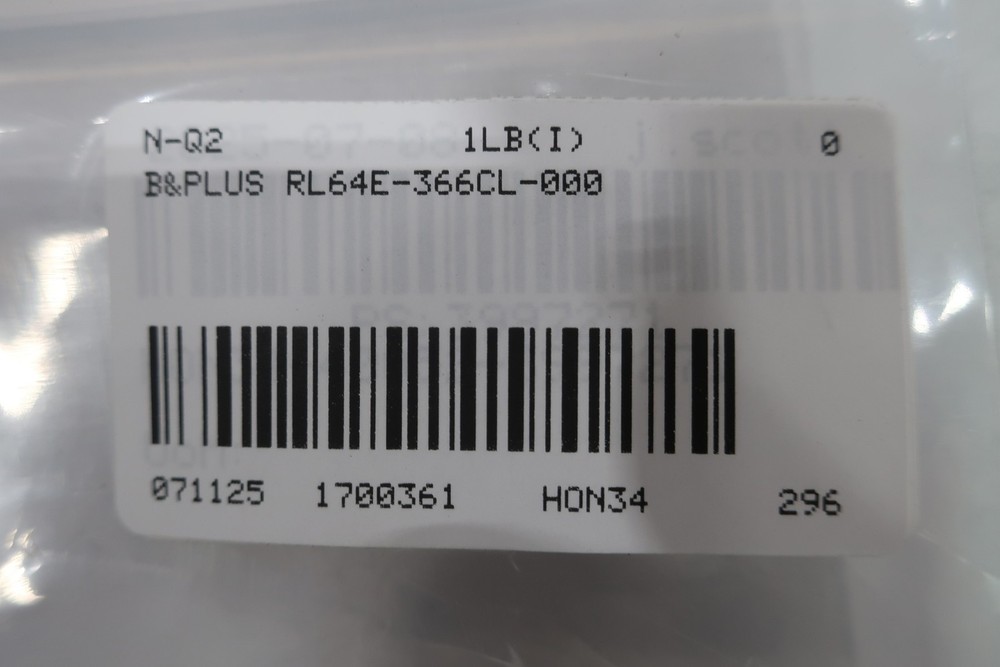 N-Q2 1LB(I) 0
B&PLUS RL64E-366CL-000
071125 1700361 HON34 296